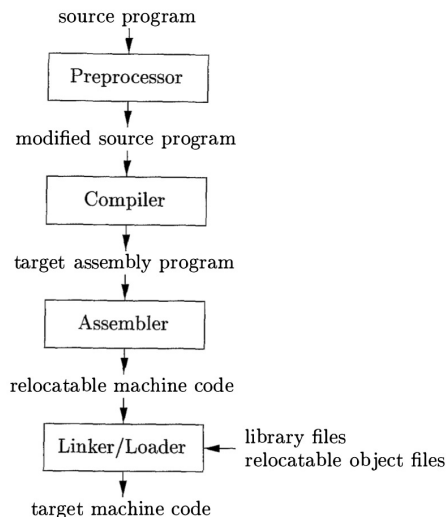 source program
Preprocessor
modified source program
Compiler
target assembly program
Assembler
relocatable machine code
Linker/Loader
library files
relocatable object files
target machine code